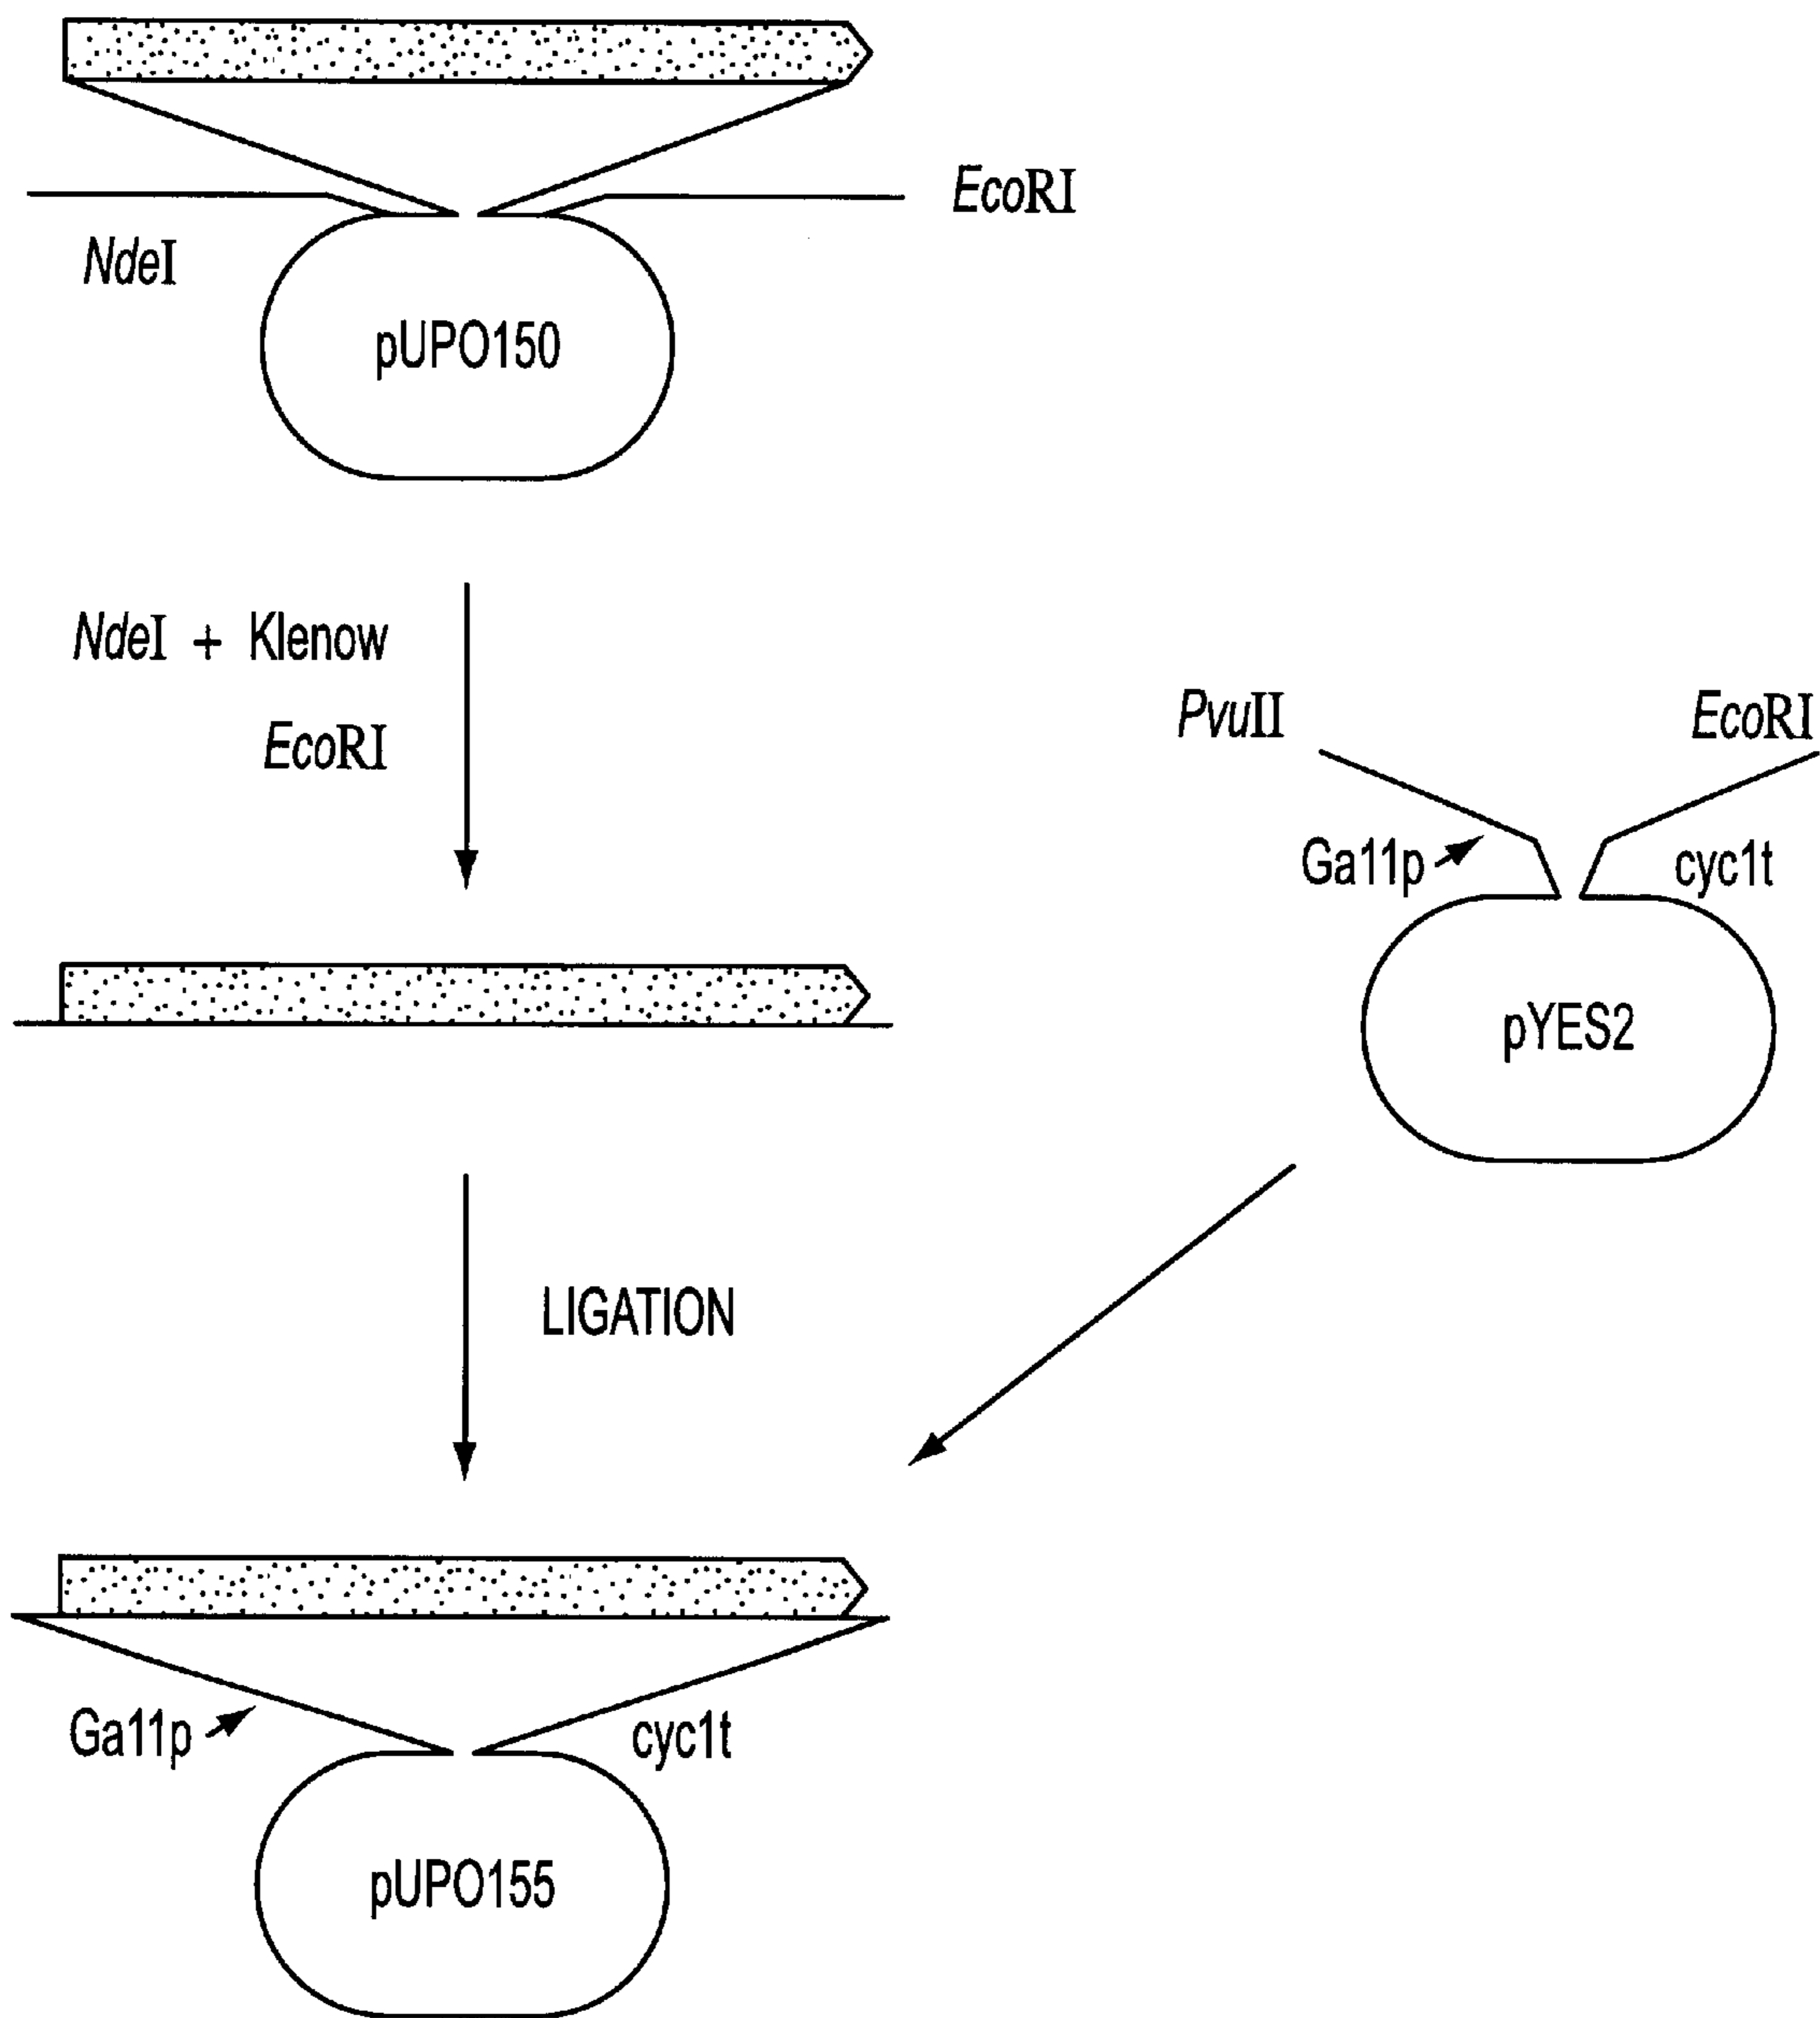 EcoRI
NdeI
pUPO150
NdeI + Klenow
EcoRI
PvuII
EcoRI
Ga11p
cyc1t
pYES2
LIGATION
Ga11p
cyc1t
pUPO155